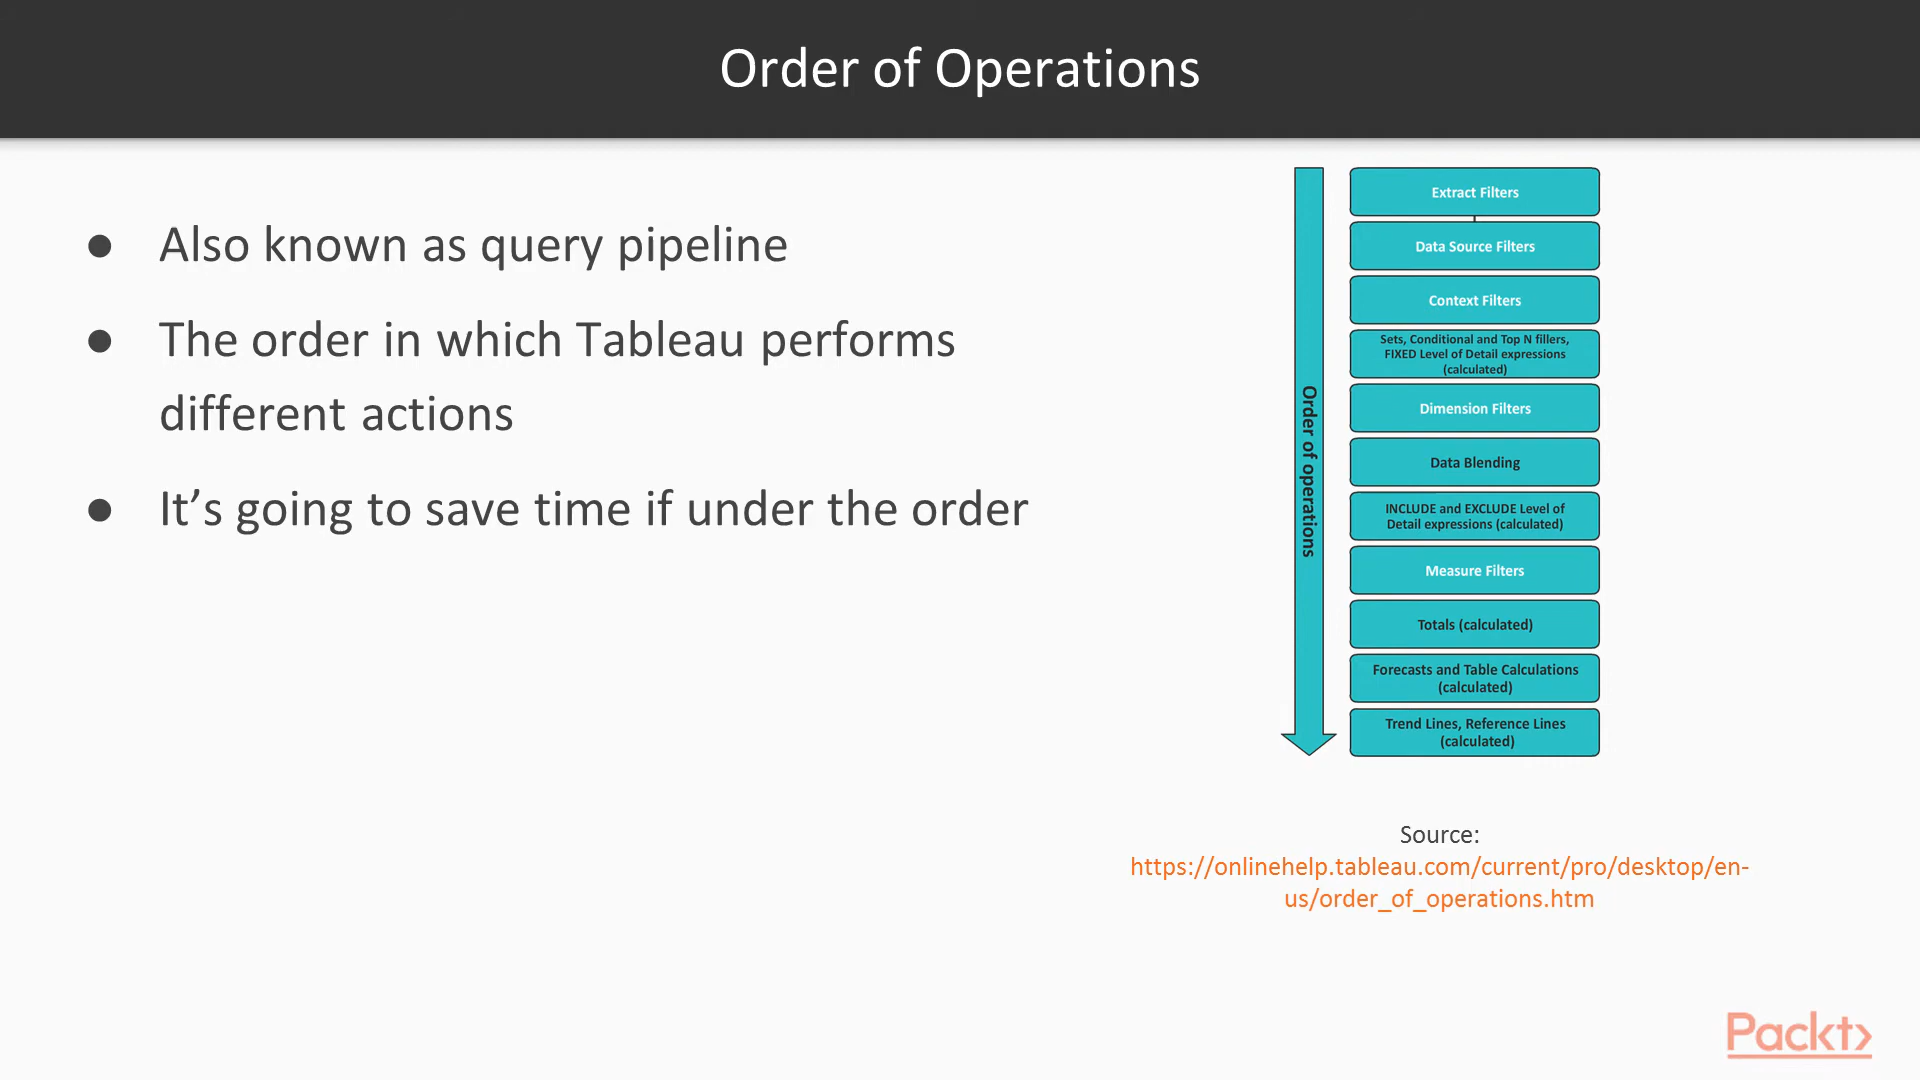 Order of Operations
● Also known as query pipeline
● The order in which Tableau performs
different actions
● It’s going to save time if under the order
Order of operations
Extract Filters
Data Source Filters
Context Filters
Sets, Conditional and Top N fillers,
FIXED Level of Detail expressions
(calculated)
Dimension Filters
Data Blending
INCLUDE and EXCLUDE Level of
Detail expressions (calculated)
Measure Filters
Totals (calculated)
Forecasts and Table Calculations
(calculated)
Trend Lines, Reference Lines
(calculated)
Source:
https://onlinehelp.tableau.com/current/pro/desktop/en-
us/order_of_operations.htm
Packt>